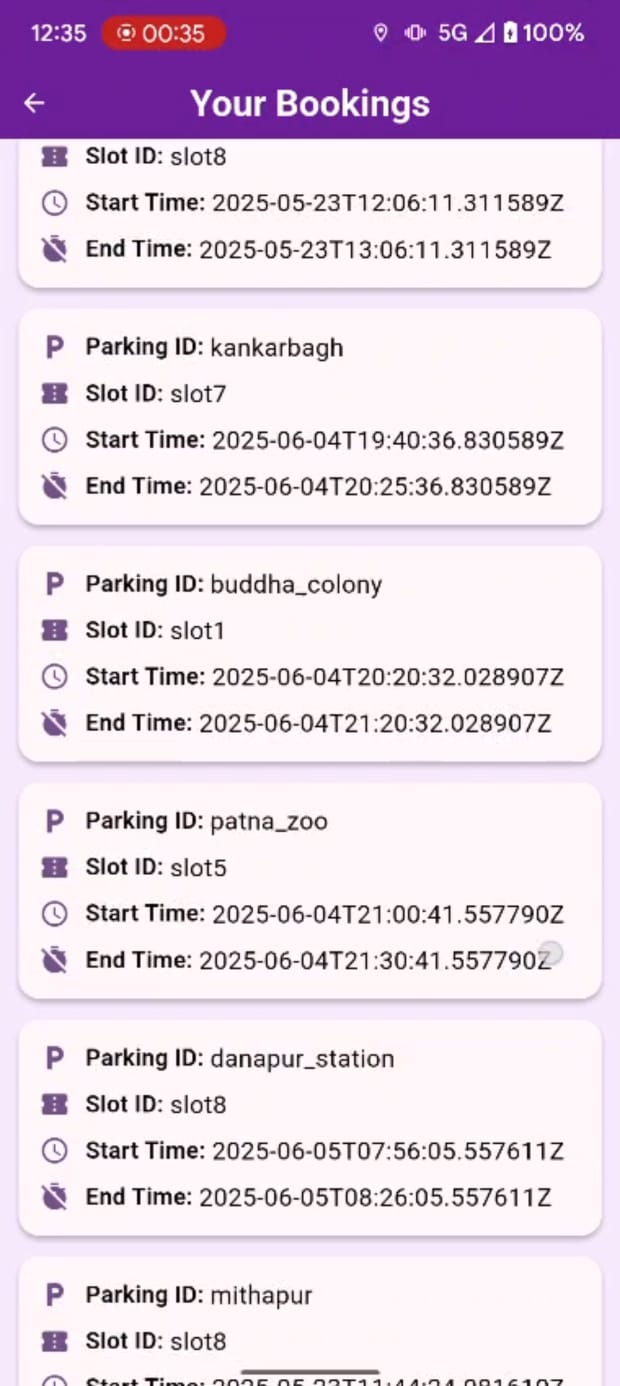 12:35 00:35 5G 100%
Your Bookings
Slot ID: slot8
Start Time: 2025-05-23T12:06:11.311589Z
End Time: 2025-05-23T13:06:11.311589Z
P Parking ID: kankarbagh
Slot ID: slot7
Start Time: 2025-06-04T19:40:36.830589Z
End Time: 2025-06-04T20:25:36.830589Z
P Parking ID: buddha_colony
Slot ID: slot1
Start Time: 2025-06-04T20:20:32.028907Z
End Time: 2025-06-04T21:20:32.028907Z
P Parking ID: patna_zoo
Slot ID: slot5
Start Time: 2025-06-04T21:00:41.557790Z
End Time: 2025-06-04T21:30:41.557790Z
P Parking ID: danapur_station
Slot ID: slot8
Start Time: 2025-06-05T07:56:05.557611Z
End Time: 2025-06-05T08:26:05.557611Z
P Parking ID: mithapur
Slot ID: slot8
Start Time: